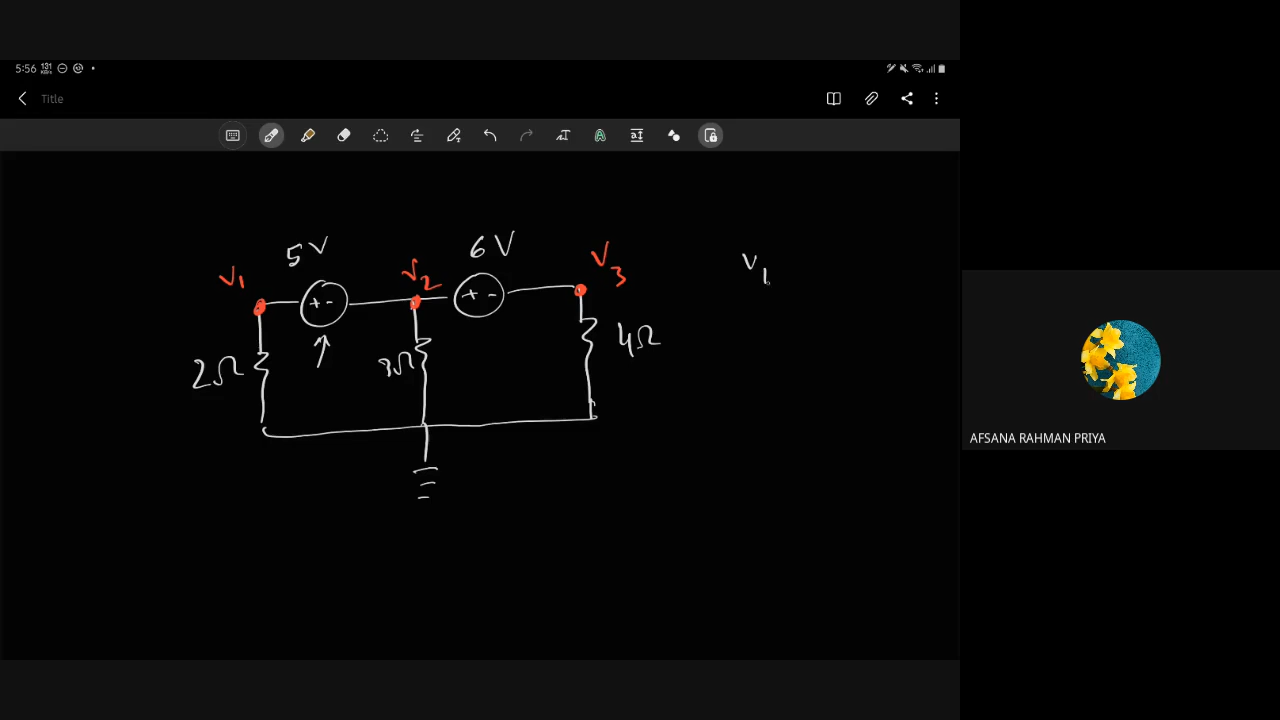 5:56
Title
5V
6V
V1
V2
V3
V1
+ -
+ -
2Ω
3Ω
4Ω
AFSANA RAHMAN PRIYA